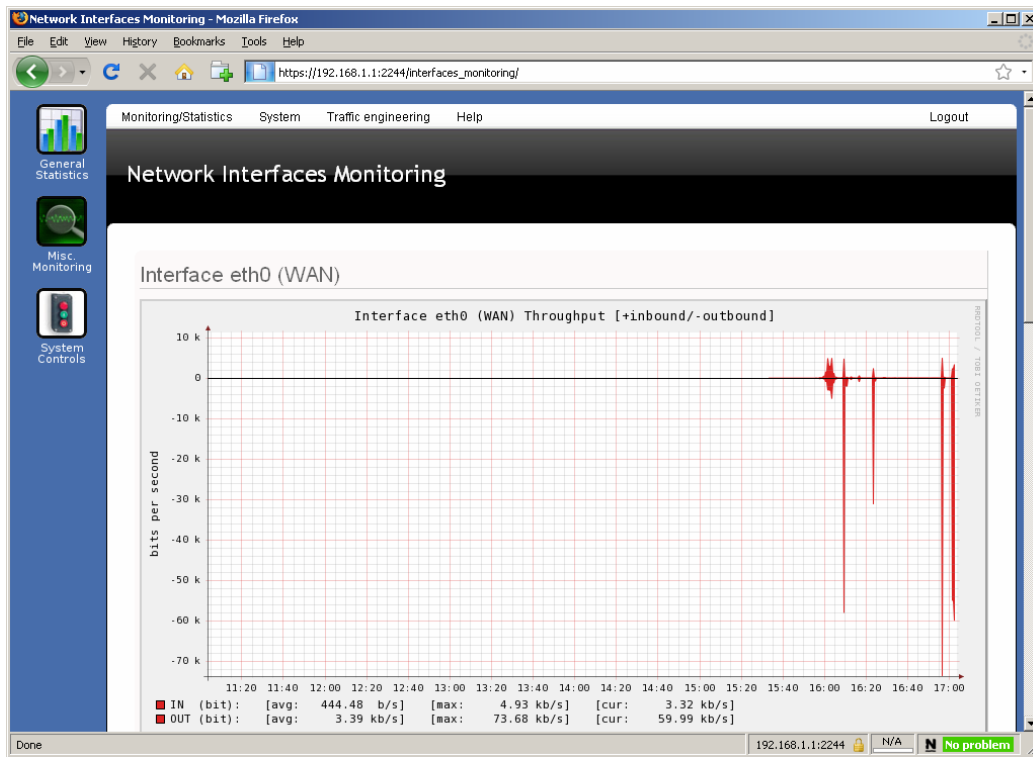 Network Interfaces Monitoring - Mozilla Firefox
File Edit View History Bookmarks Tools Help
https://192.168.1.1:2244/interfaces_monitoring/
Monitoring/Statistics System Traffic engineering Help Logout
General
Statistics
Misc.
Monitoring
System
Controls
Network Interfaces Monitoring
Interface eth0 (WAN)
Interface eth0 (WAN) Throughput [+inbound/-outbound]
RRDTOOL / TOBI OETIKER
bits per second
10 k
0
-10 k
-20 k
-30 k
-40 k
-50 k
-60 k
-70 k
11:20 11:40 12:00 12:20 12:40 13:00 13:20 13:40 14:00 14:20 14:40 15:00 15:20 15:40 16:00 16:20 16:40 17:00
IN (bit): [avg: 444.48 b/s] [max: 4.93 kb/s] [cur: 3.32 kb/s]
OUT (bit): [avg: 3.39 kb/s] [max: 73.68 kb/s] [cur: 59.99 kb/s]
Done 192.168.1.1:2244 N/A N No problem